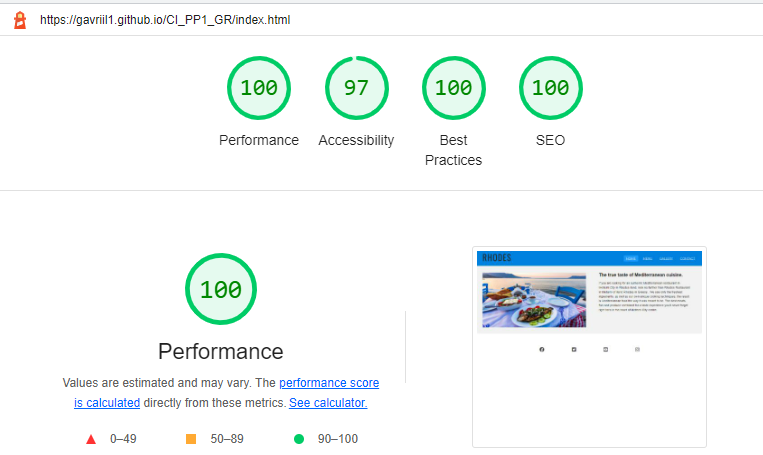 https://gavriil1.github.io/CI_PP1_GR/index.html
100
97
100
100
Performance
Accessibility
Best
Practices
SEO
100
Performance
Values are estimated and may vary. The performance score
is calculated directly from these metrics. See calculator.
0–49
50–89
90–100
RHODES
The true taste of Mediterranean cuisine.